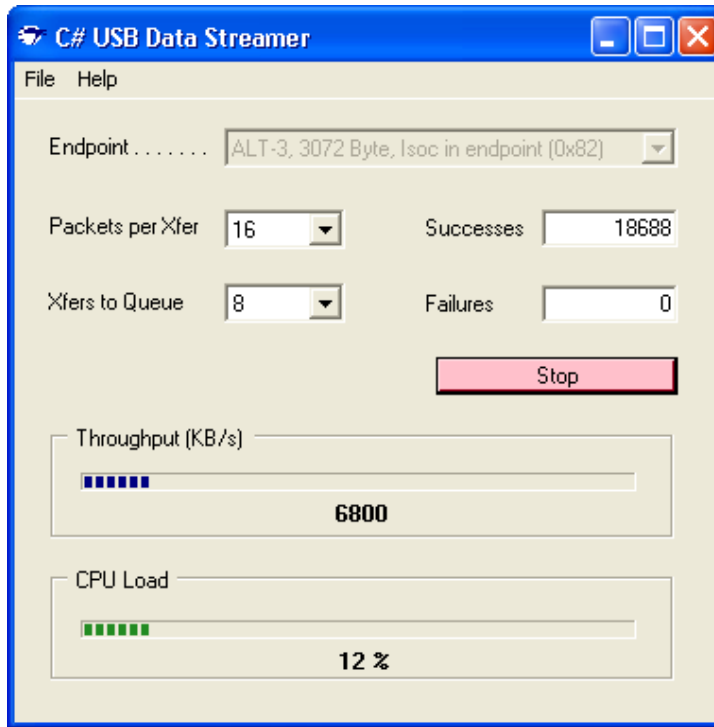 C# USB Data Streamer
File Help
Endpoint . . . . . . . ALT-3, 3072 Byte, Isoc in endpoint (0x82)
Packets per Xfer 16 Successes 18688
Xfers to Queue 8 Failures 0
Stop
Throughput (KB/s)
6800
CPU Load
12 %